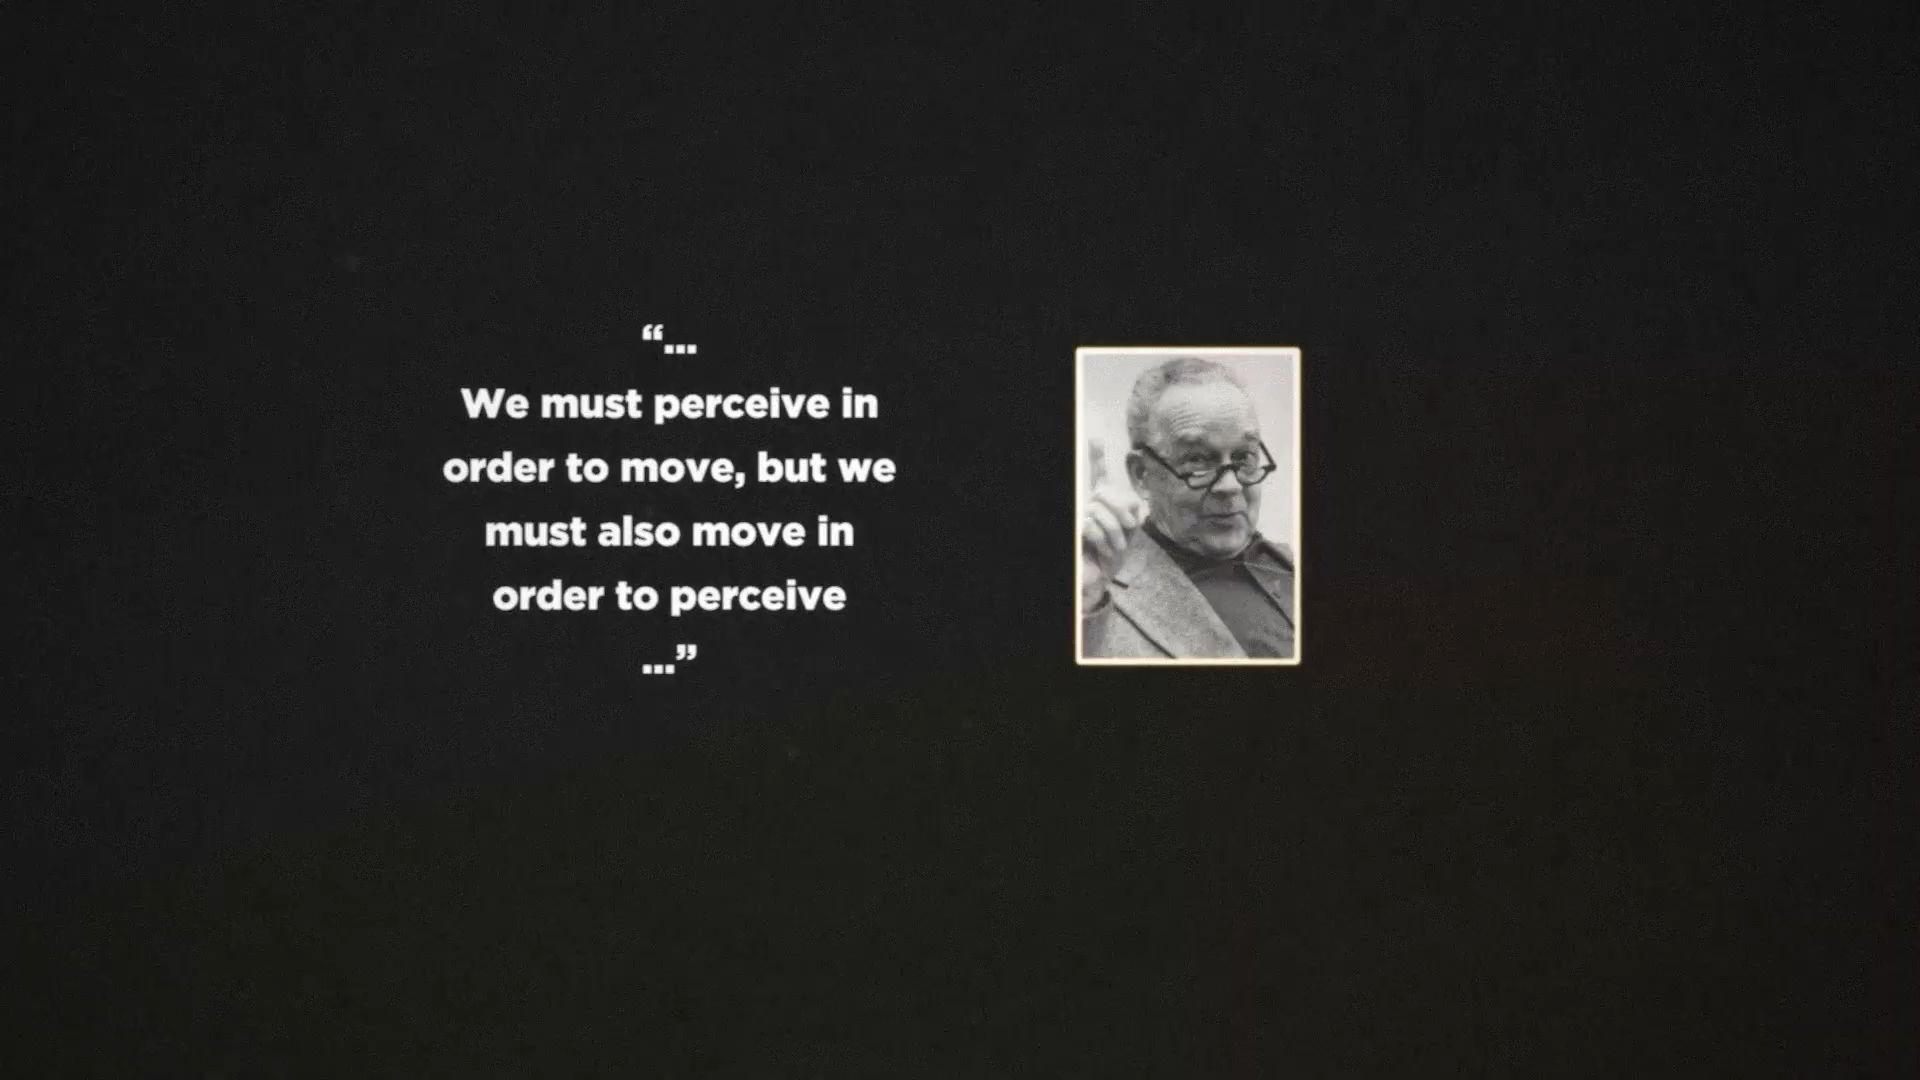 “...
We must perceive in
order to move, but we
must also move in
order to perceive
...”